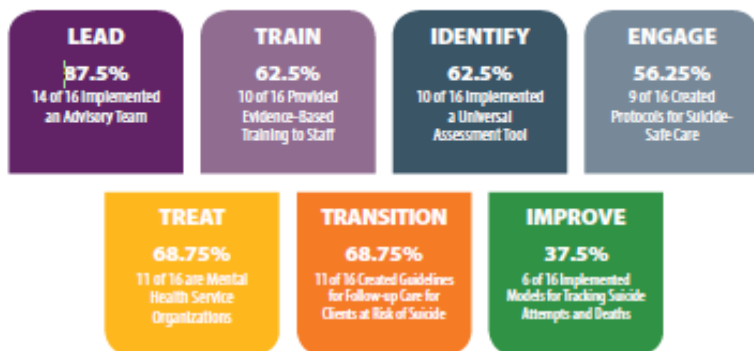 LEAD
87.5%
14 of 16 Implemented
an Advisory Team
TRAIN
62.5%
10 of 16 Provided
Evidence-Based
Training to Staff
IDENTIFY
62.5%
10 of 16 Implemented
a Universal
Assessment Tool
ENGAGE
56.25%
9 of 16 Created
Protocols for Suicide-
Safe Care
TREAT
68.75%
11 of 16 are Mental
Health Service
Organizations
TRANSITION
68.75%
11 of 16 Created Guidelines
for Follow-up Care for
Clients at Risk of Suicide
IMPROVE
37.5%
6 of 16 Implemented
Models for Tracking Suicide
Attempts and Deaths